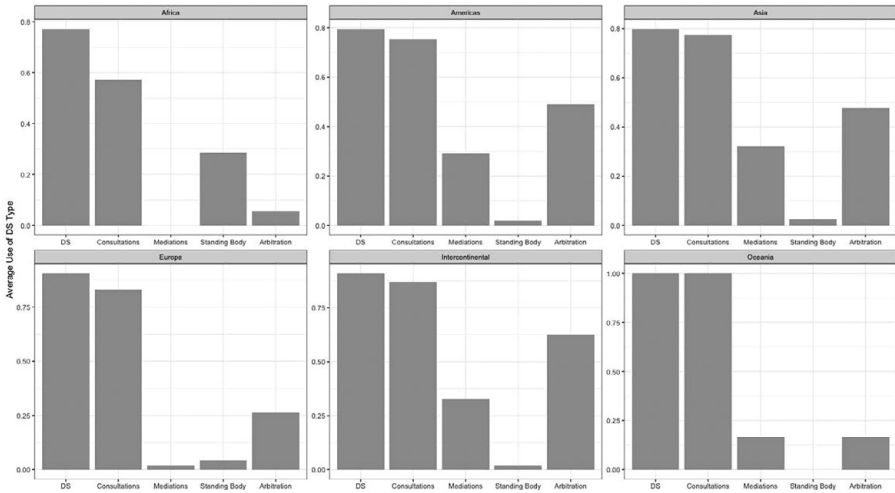 Average Use of DS Type
Africa
0.8
0.6
0.4
0.2
0.0
DS Consultations Mediations Standing Body Arbitration
Americas
0.8
0.6
0.4
0.2
0.0
DS Consultations Mediations Standing Body Arbitration
Asia
0.8
0.6
0.4
0.2
0.0
DS Consultations Mediations Standing Body Arbitration
Europe
0.75
0.50
0.25
0.00
DS Consultations Mediations Standing Body Arbitration
Intercontinental
0.75
0.50
0.25
0.00
DS Consultations Mediations Standing Body Arbitration
Oceania
1.00
0.75
0.50
0.25
0.00
DS Consultations Mediations Standing Body Arbitration